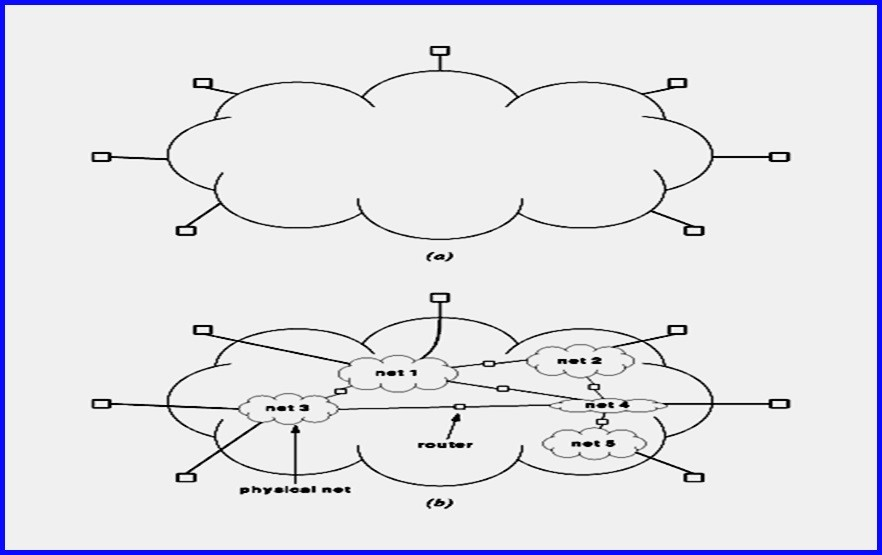 (a)
net 1
net 2
net 3
net 4
net 5
router
physical net
(b)